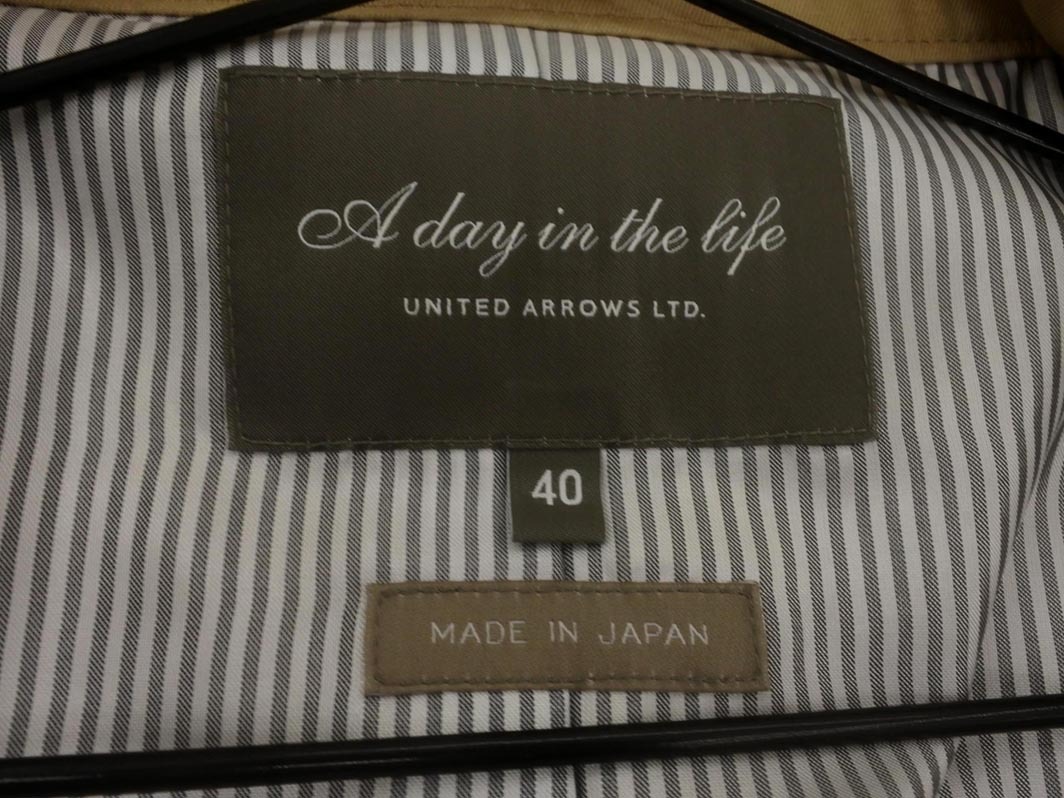 A day in the life
UNITED ARROWS LTD.
40
MADE IN JAPAN